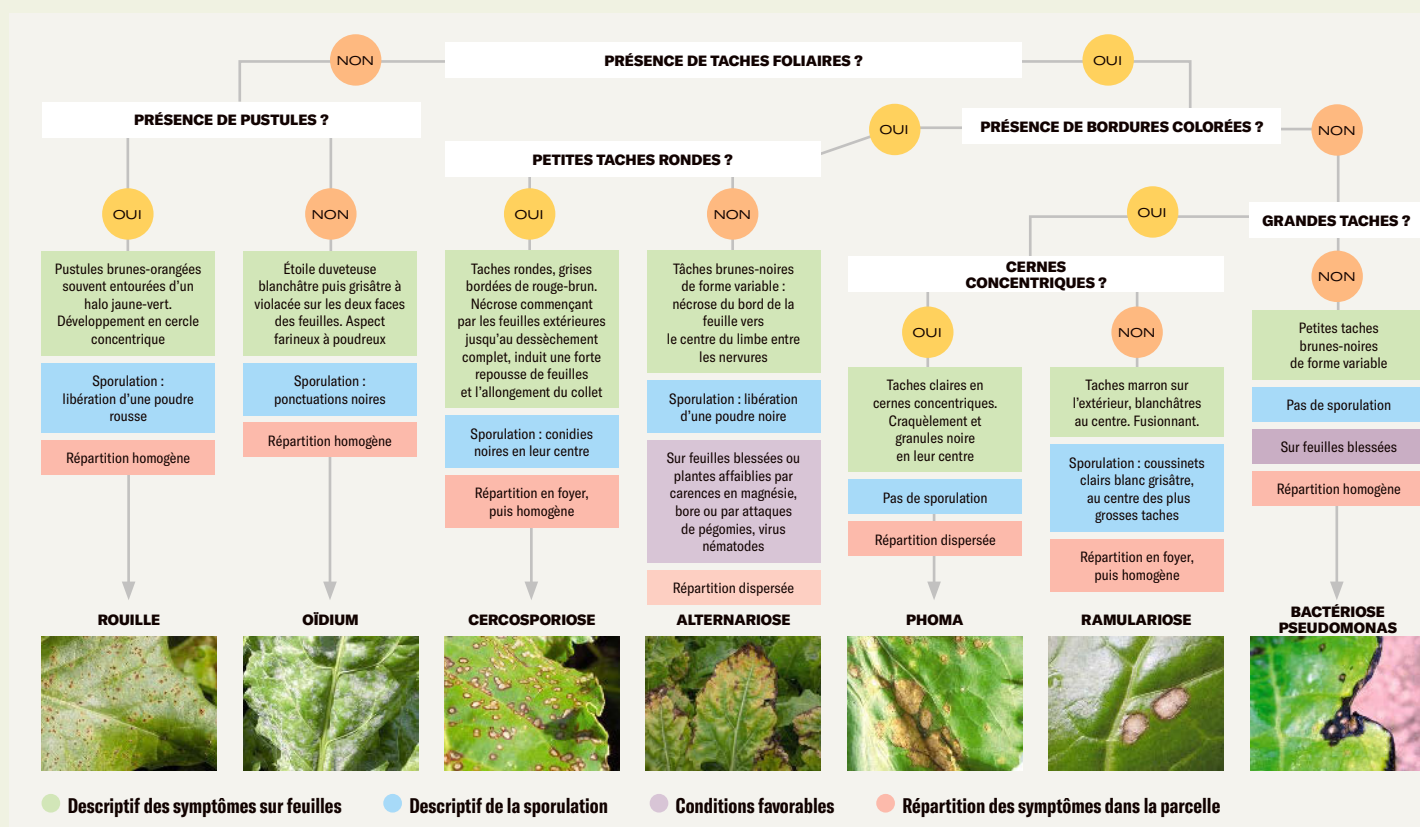 PRÉSENCE DE TACHES FOLIAIRES ?
NON
OUI
PRÉSENCE DE PUSTULES ?
OUI
PRÉSENCE DE BORDURES COLORÉES ?
NON
PETITES TACHES RONDES ?
OUI
NON
OUI
NON
OUI
GRANDES TACHES ?
CERNES
CONCENTRIQUES ?
NON
OUI
NON
Pustules brunes-orangées
souvent entourées d'un
halo jaune-vert.
Développement en cercle
concentrique
Sporulation :
libération d'une poudre
rousse
Répartition homogène
ROUILLE
Étoile duveteuse
blanchâtre puis grisâtre à
violacée sur les deux faces
des feuilles. Aspect
farineux à poudreux
Sporulation :
ponctuations noires
Répartition homogène
OÏDIUM
Taches rondes, grises
bordées de rouge-brun.
Nécrose commençant
par les feuilles extérieures
jusqu'au dessèchement
complet, induit une forte
repousse de feuilles
et l'allongement du collet
Sporulation : conidies
noires en leur centre
Répartition en foyer,
puis homogène
CERCOSPORIOSE
Tâches brunes-noires
de forme variable :
nécrose du bord de la
feuille vers
le centre du limbe entre
les nervures
Sporulation : libération
d'une poudre noire
Sur feuilles blessées ou
plantes affaiblies par
carences en magnésie,
bore ou par attaques
de pégomies, virus
nématodes
Répartition dispersée
ALTERNARIOSE
Taches claires en
cernes concentriques.
Craquèlement et
granules noire
en leur centre
Pas de sporulation
Répartition dispersée
PHOMA
Taches marron sur
l'extérieur, blanchâtres
au centre. Fusionnant.
Sporulation : coussinets
clairs blanc grisâtre,
au centre des plus
grosses taches
Répartition en foyer,
puis homogène
RAMULARIOSE
Petites taches
brunes-noires
de forme variable
Pas de sporulation
Sur feuilles blessées
Répartition homogène
BACTÉRIOSE
PSEUDOMONAS
Descriptif des symptômes sur feuilles
Descriptif de la sporulation
Conditions favorables
Répartition des symptômes dans la parcelle